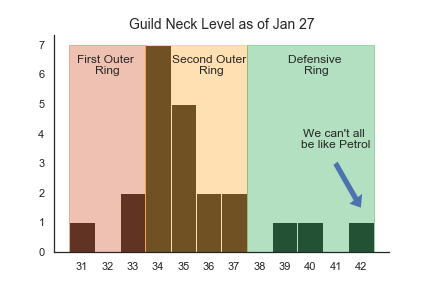 Guild Neck Level as of Jan 27
7
6
5
4
3
2
1
0
First Outer
Ring
Second Outer
Ring
Defensive
Ring
We can't all
be like Petrol
31 32 33 34 35 36 37 38 39 40 41 42